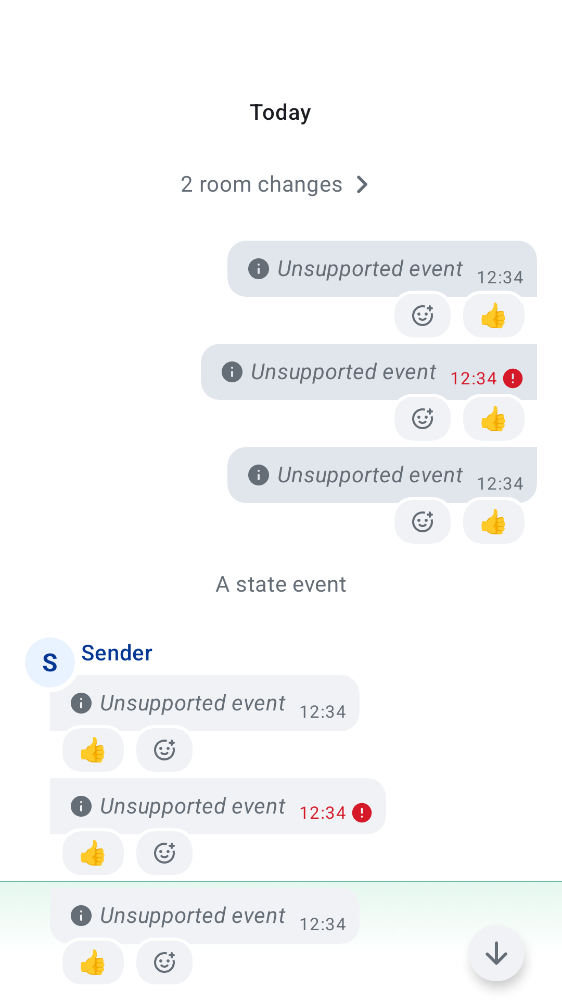 Today
2 room changes
Unsupported event 12:34
👍
Unsupported event 12:34
👍
Unsupported event 12:34
👍
A state event
S Sender
Unsupported event 12:34
👍
Unsupported event 12:34
👍
Unsupported event 12:34
👍